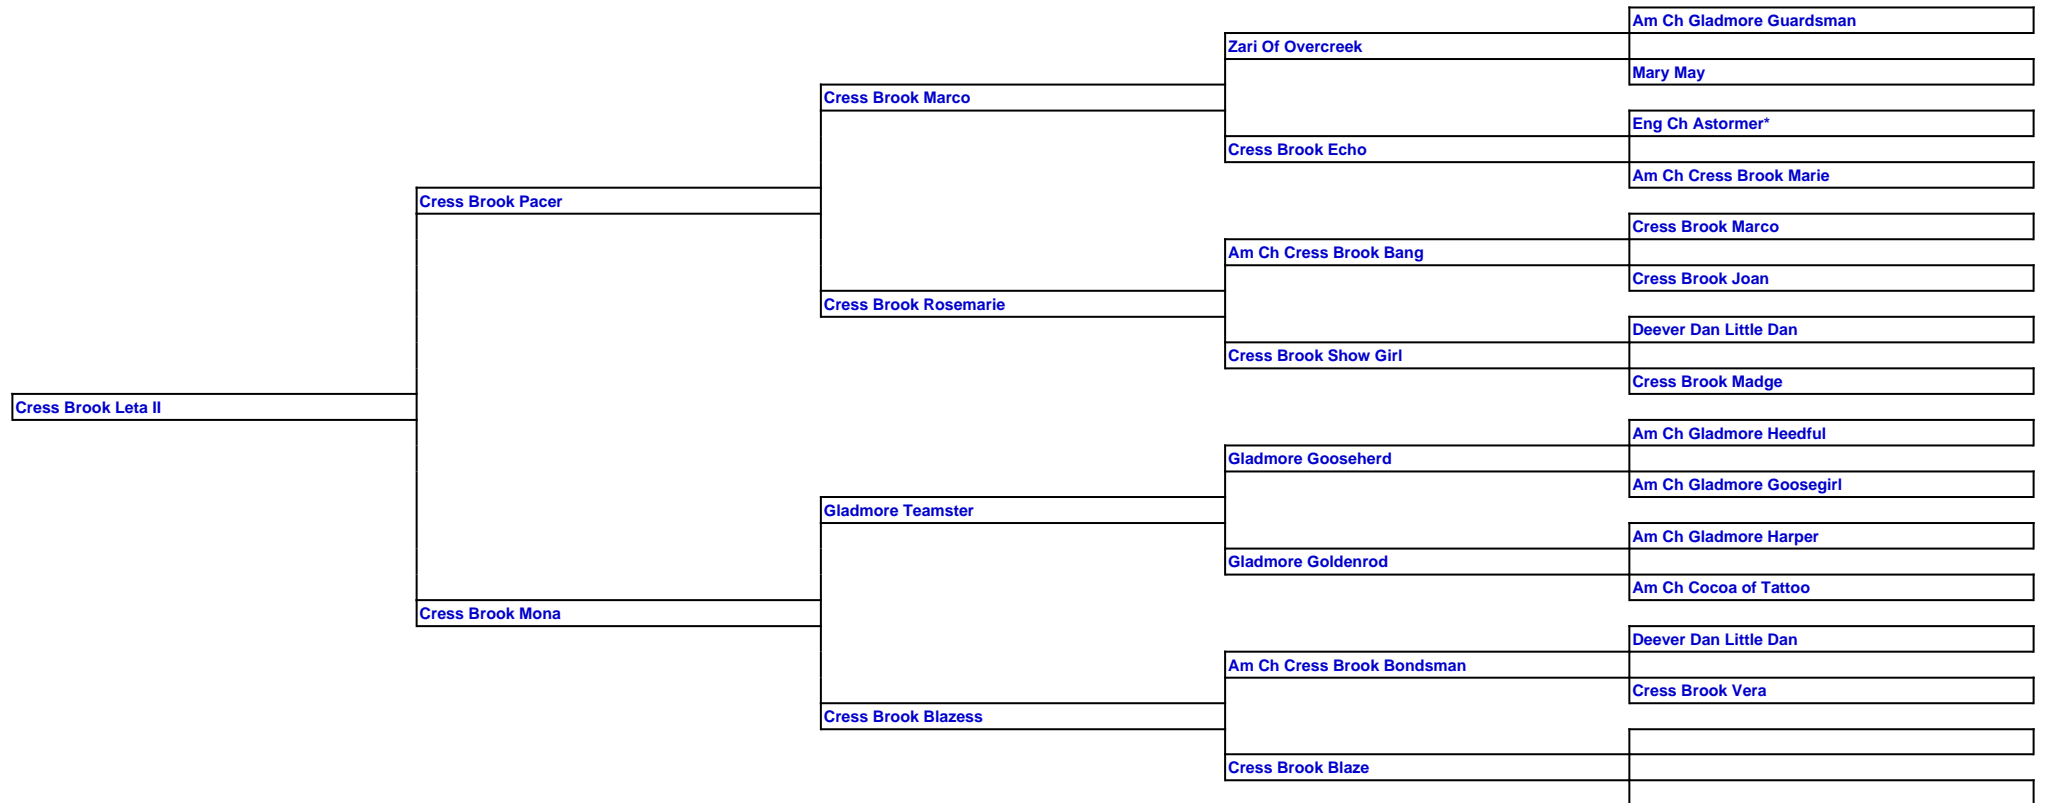 Am Ch Gladmore Guardsman
Zari Of Overcreek
Mary May
Cress Brook Marco
Eng Ch Astormer*
Cress Brook Echo
Am Ch Cress Brook Marie
Cress Brook Pacer
Cress Brook Marco
Am Ch Cress Brook Bang
Cress Brook Joan
Cress Brook Rosemarie
Deever Dan Little Dan
Cress Brook Show Girl
Cress Brook Madge
Cress Brook Leta II
Am Ch Gladmore Heedful
Gladmore Gooseherd
Am Ch Gladmore Goosegirl
Gladmore Teamster
Am Ch Gladmore Harper
Gladmore Goldenrod
Am Ch Cocoa of Tattoo
Cress Brook Mona
Deever Dan Little Dan
Am Ch Cress Brook Bondsman
Cress Brook Vera
Cress Brook Blazess
Cress Brook Blaze